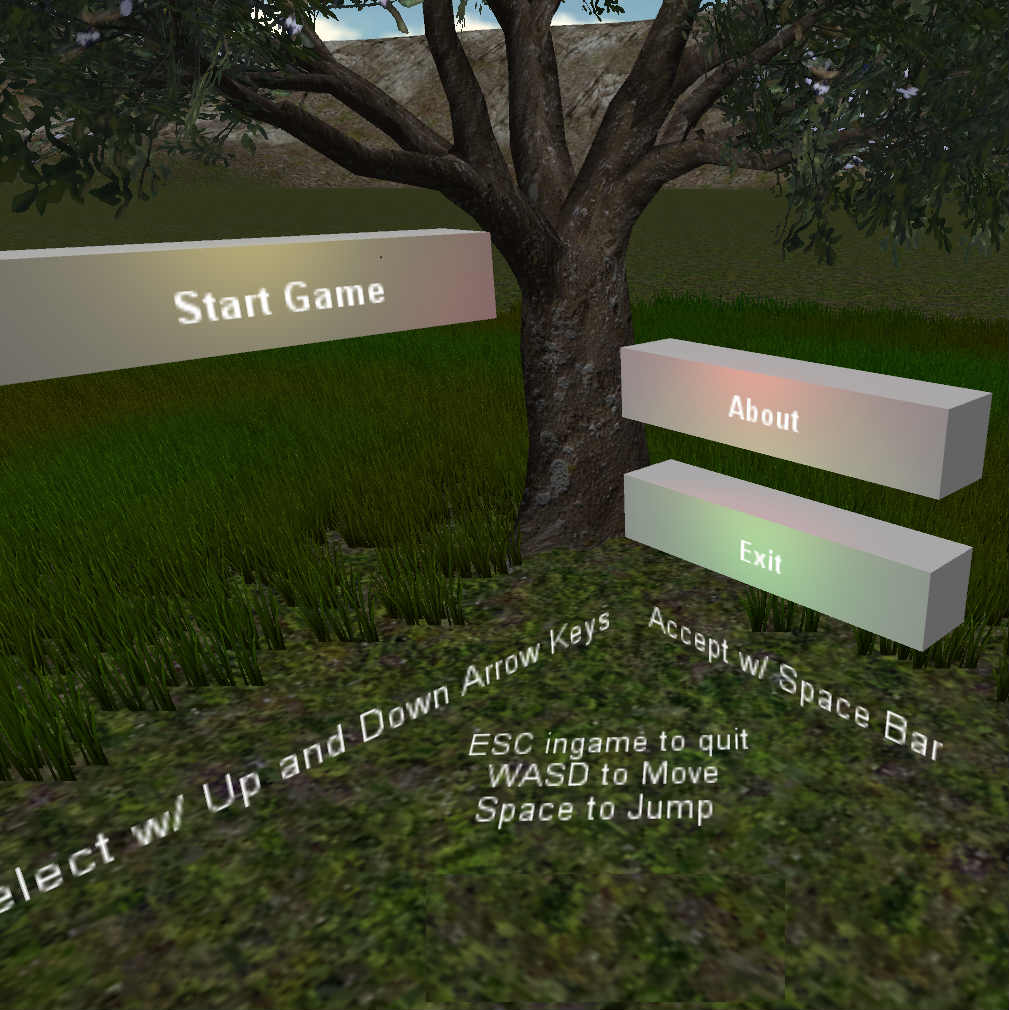 Start Game
About
Exit
elect w/ Up and Down Arrow Keys
Accept w/ Space Bar
ESC ingame to quit
WASD to Move
Space to Jump